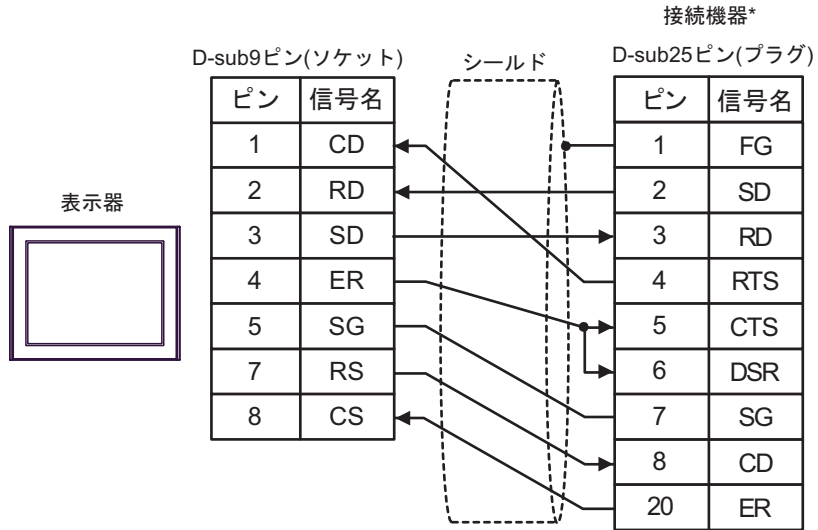 接続機器*
D-sub9ピン(ソケット)
シールド
D-sub25ピン(プラグ)
表示器
ピン 信号名
1 CD
2 RD
3 SD
4 ER
5 SG
7 RS
8 CS
ピン 信号名
1 FG
2 SD
3 RD
4 RTS
5 CTS
6 DSR
7 SG
8 CD
20 ER